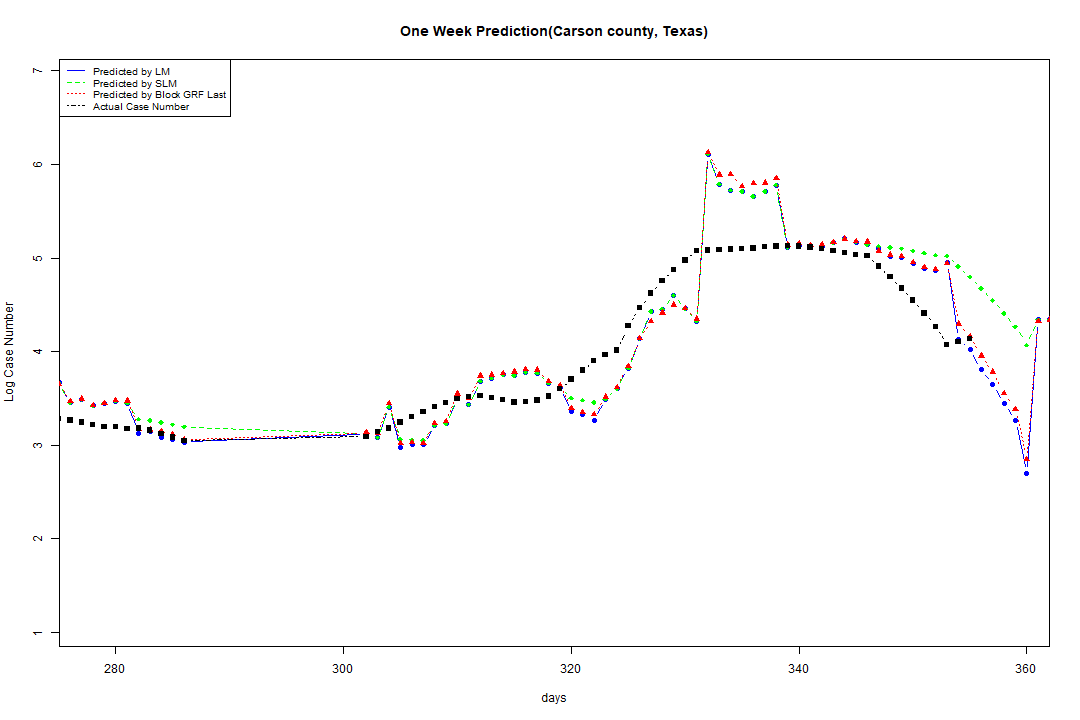 One Week Prediction(Carson county, Texas)
Predicted by LM
Predicted by SLM
Predicted by Block GRF Last
Actual Case Number
7
6
5
4
3
2
1
Log Case Number
280 300 320 340 360
days